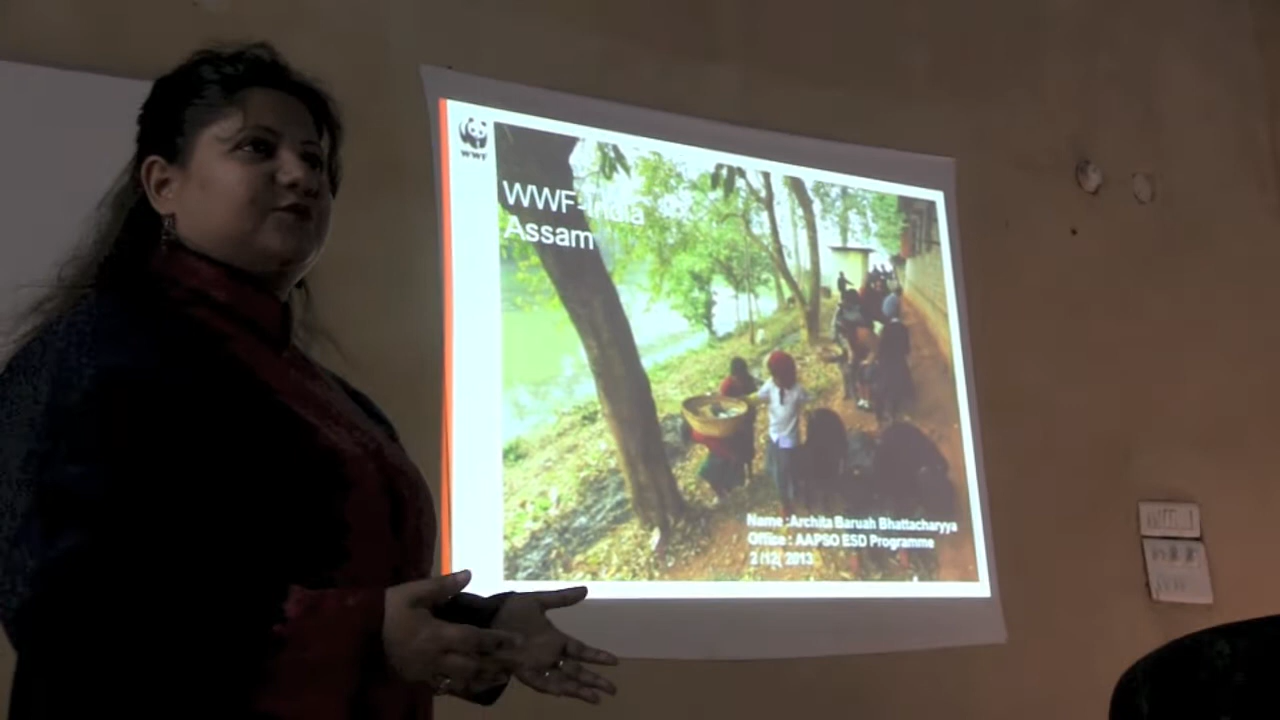 WWF
WWF-India
Assam
Name :Archita Baruah Bhattacharyya
Office : AAPSO ESD Programme
2 /12/ 2013